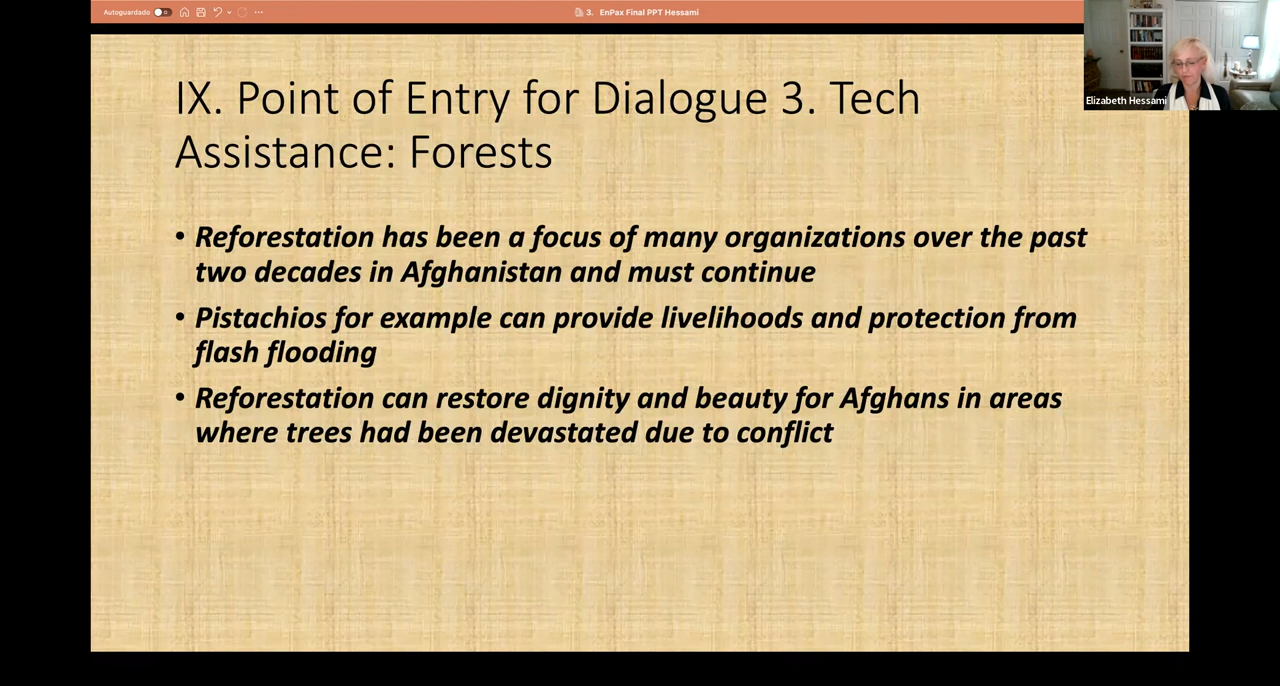 Autoguardado
3. EnPax Final PPT Hessami
IX. Point of Entry for Dialogue 3. Tech
Assistance: Forests
Elizabeth Hessami
• Reforestation has been a focus of many organizations over the past
two decades in Afghanistan and must continue
• Pistachios for example can provide livelihoods and protection from
flash flooding
• Reforestation can restore dignity and beauty for Afghans in areas
where trees had been devastated due to conflict